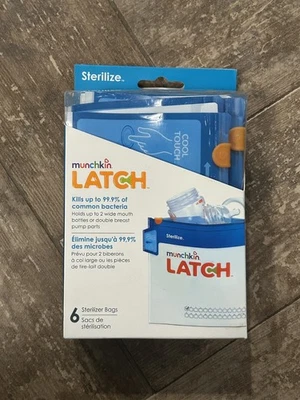 Sterilize.
COOL
TOUCH
munchkin
LATCH
Kills up to 99.9% of
common bacteria
Holds up to 2 wide mouth
bottles or double breast
pump parts
Élimine jusqu'à 99.9%
des microbes
Prévu pour 2 biberons
à col large ou les pièces
de tire-lait double
6 Sterilizer Bags
Sacs de
stérilisation
Sterilize.
munchkin
LATCH